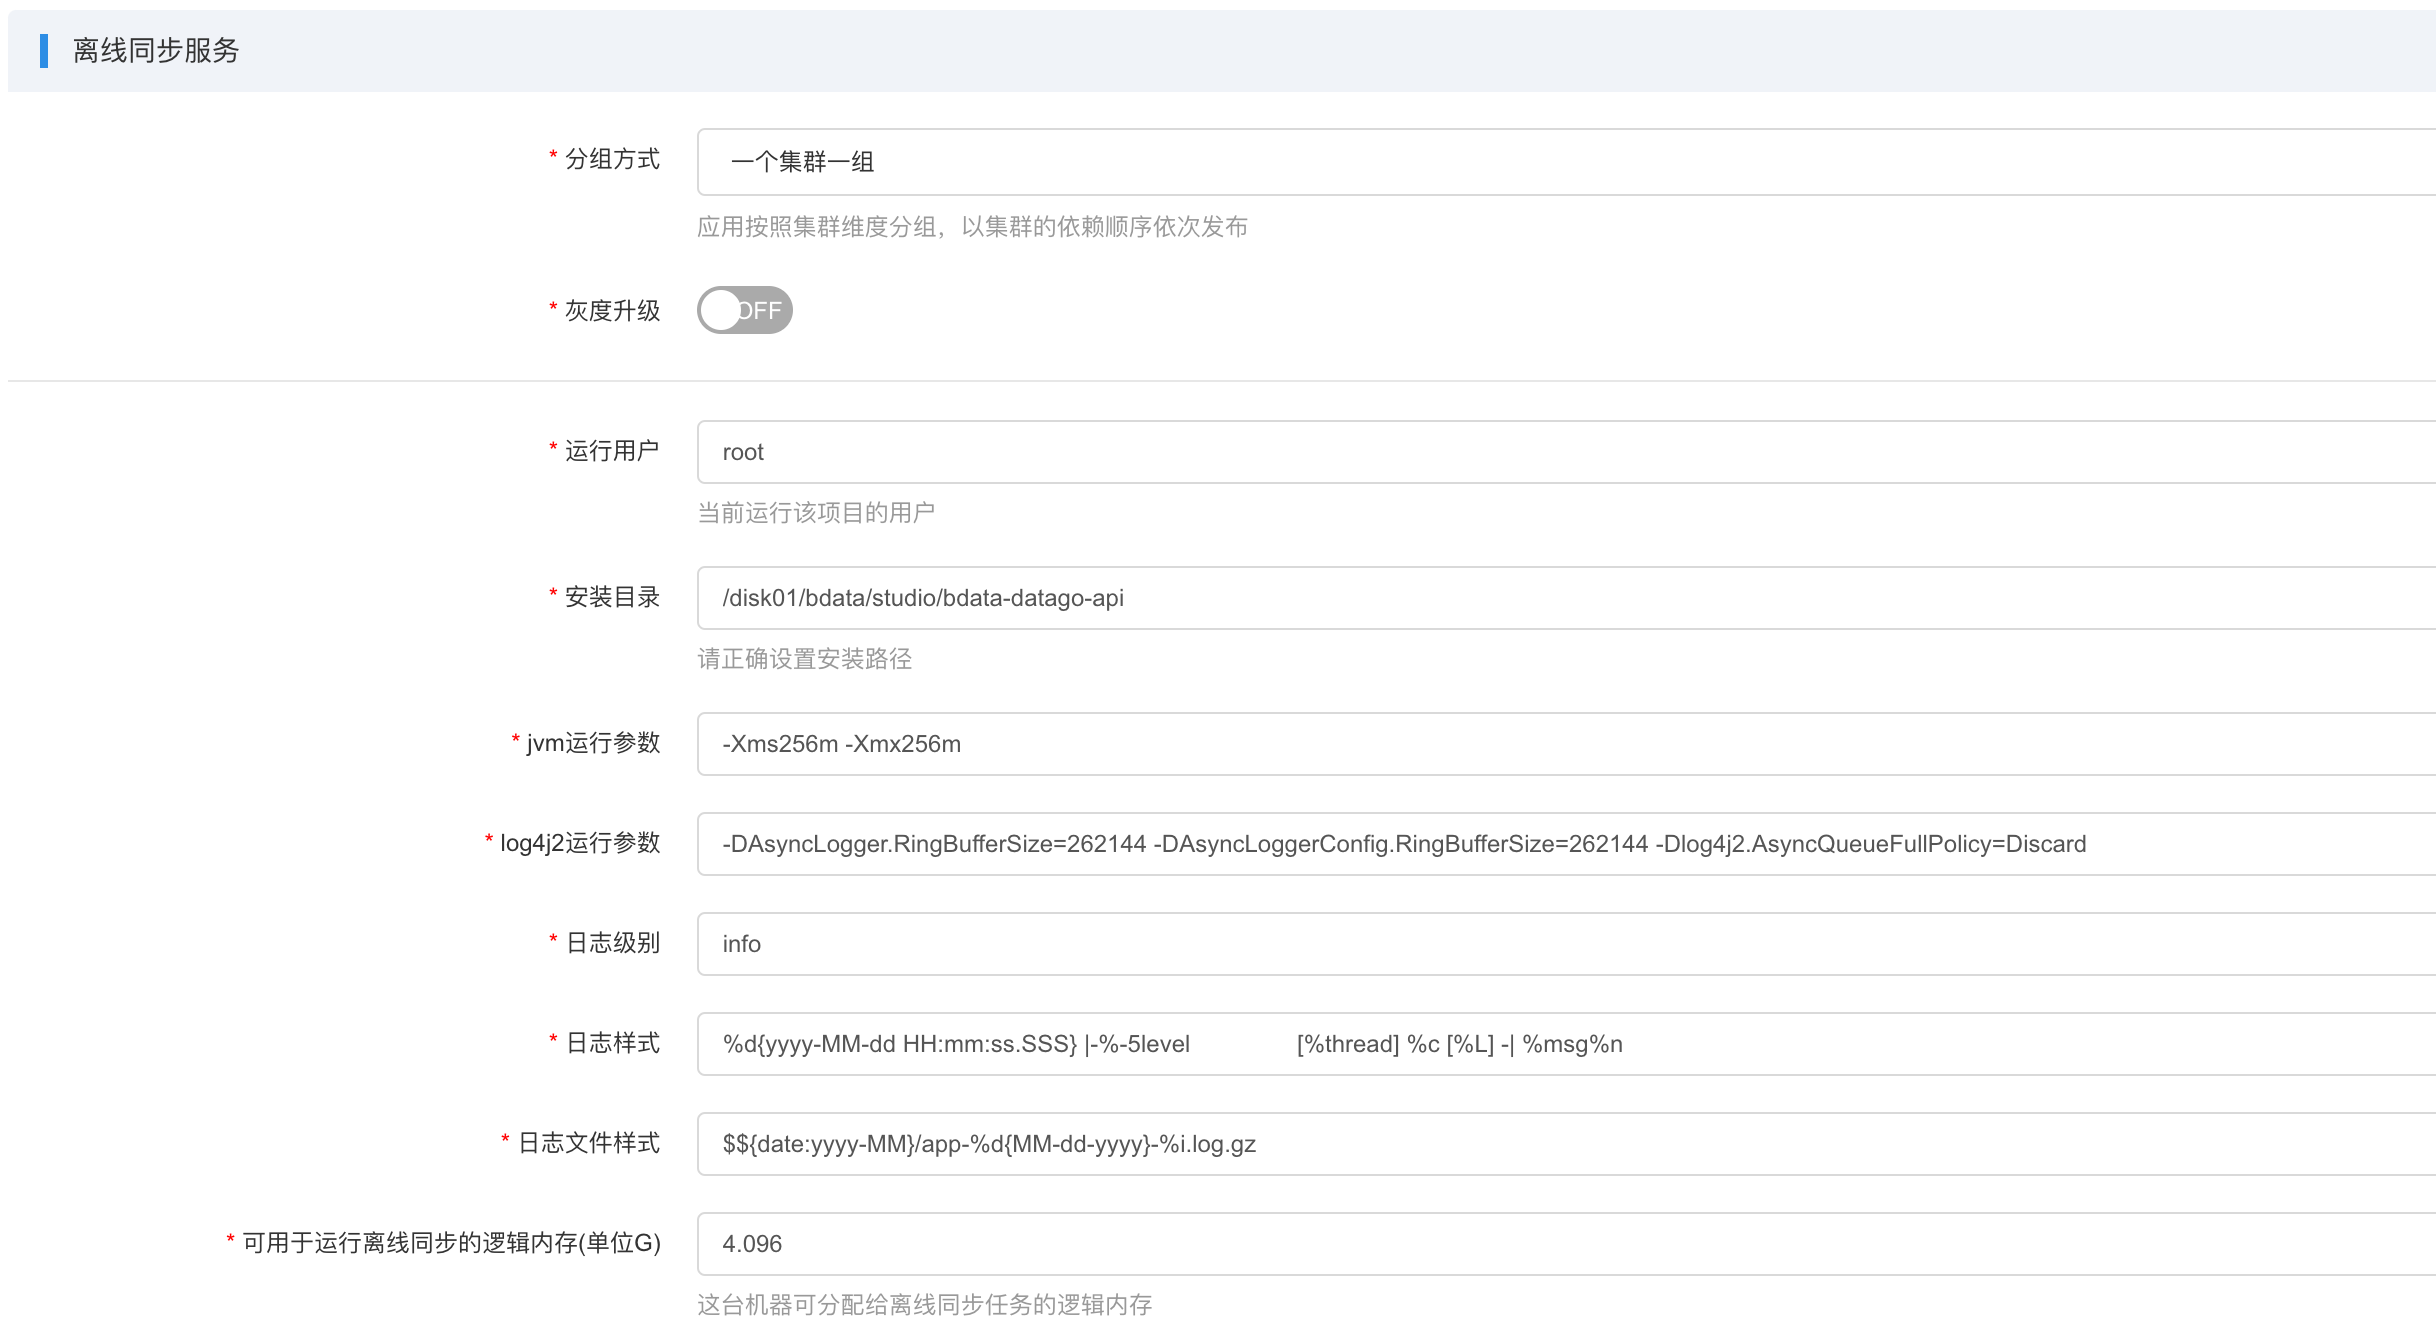 离线同步服务
* 分组方式
一个集群一组
应用按照集群维度分组，以集群的依赖顺序依次发布
* 灰度升级
OFF
* 运行用户
root
当前运行该项目的用户
* 安装目录
/disk01/bdata/studio/bdata-datago-api
请正确设置安装路径
* jvm运行参数
-Xms256m -Xmx256m
* log4j2运行参数
-DAsyncLogger.RingBufferSize=262144 -DAsyncLoggerConfig.RingBufferSize=262144 -Dlog4j2.AsyncQueueFullPolicy=Discard
* 日志级别
info
* 日志样式
%d{yyyy-MM-dd HH:mm:ss.SSS} |-%-5level                [%thread] %c [%L] -| %msg%n
* 日志文件样式
$${date:yyyy-MM}/app-%d{MM-dd-yyyy}-%i.log.gz
* 可用于运行离线同步的逻辑内存(单位G)
4.096
这台机器可分配给离线同步任务的逻辑内存